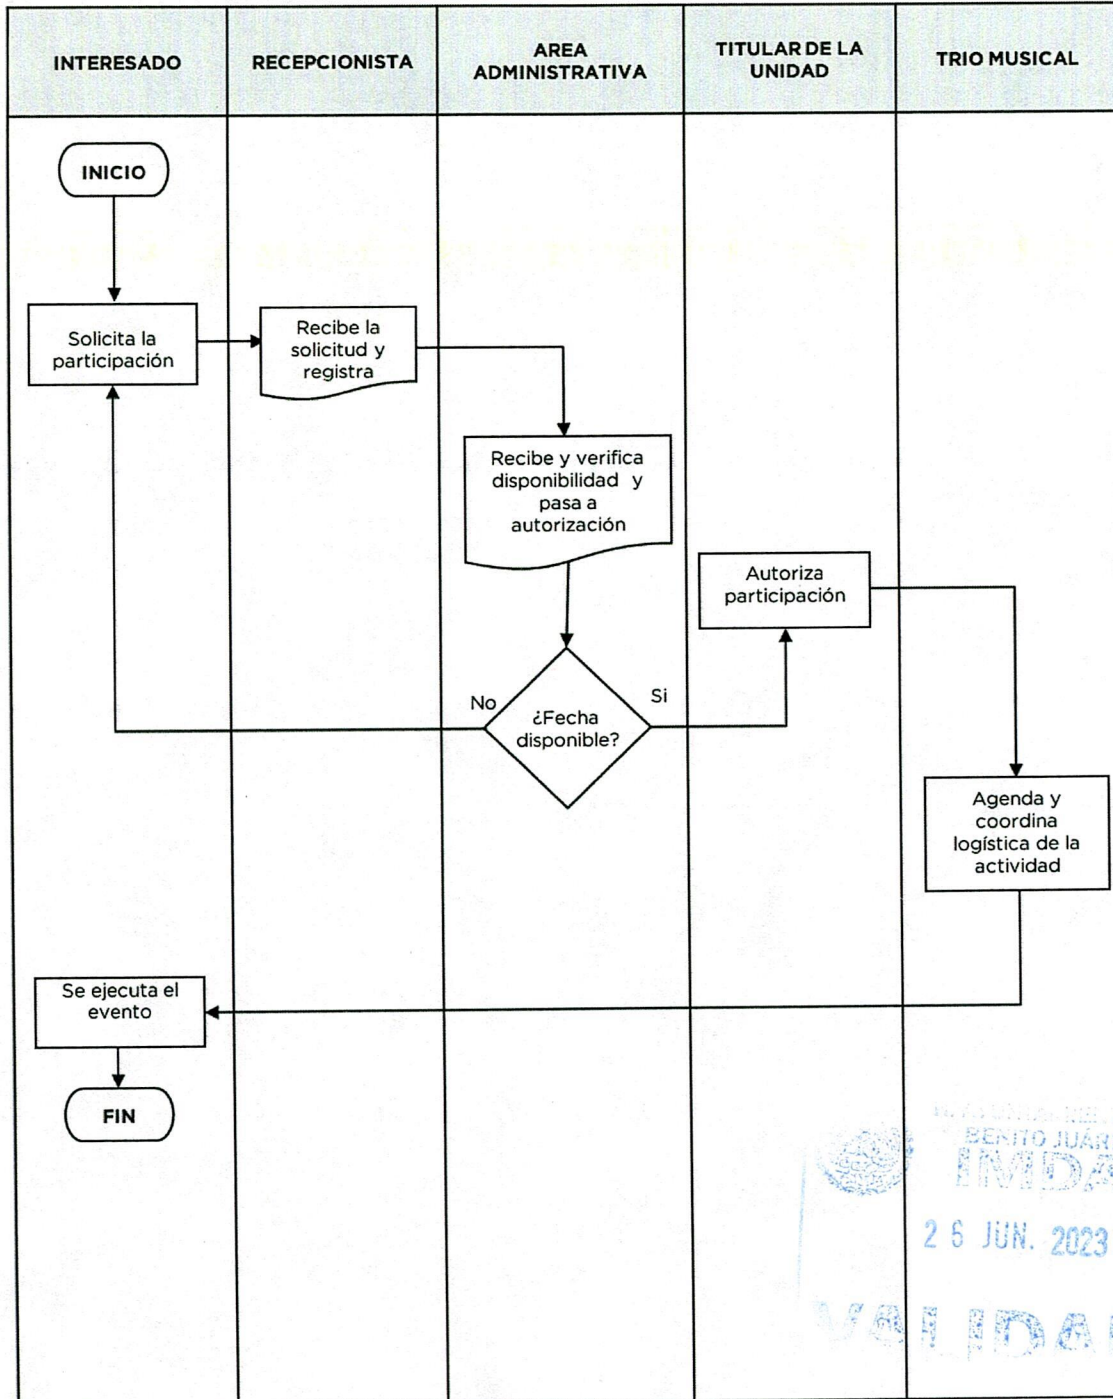 INTERESADO
RECEPCIONISTA
AREA
ADMINISTRATIVA
TITULAR DE LA
UNIDAD
TRIO MUSICAL
INICIO
Solicita la
participación
Recibe la
solicitud y
registra
Recibe y verifica
disponibilidad y
pasa a
autorización
Autoriza
participación
No
¿Fecha
disponible?
Si
Agenda y
coordina
logística de la
actividad
Se ejecuta el
evento
FIN
BENITO JUÁR
IMDA
26 JUN. 2023
VALIDA